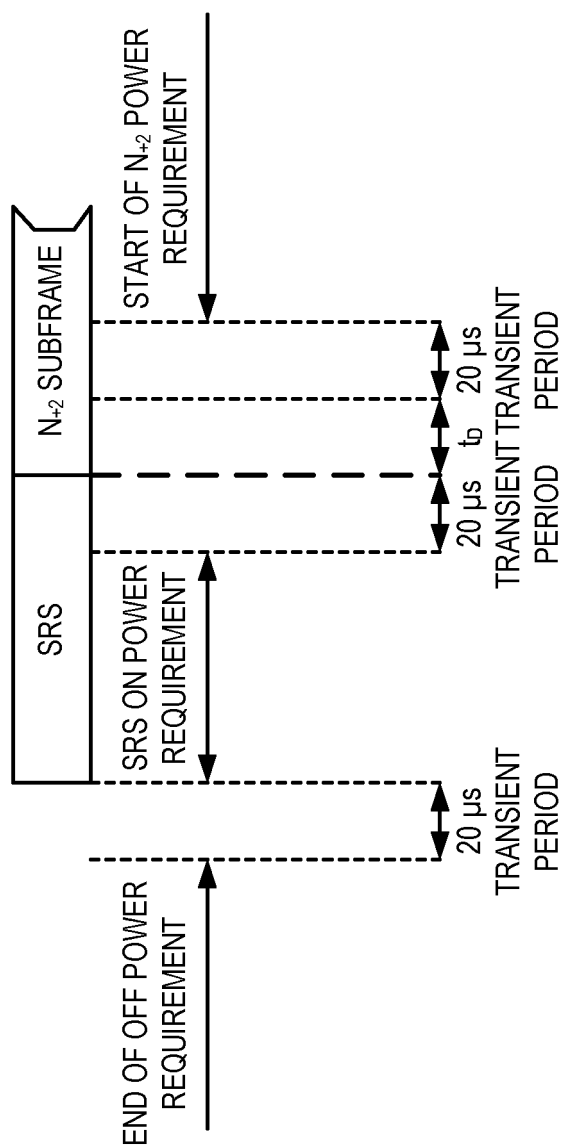 SRS
N+2 SUBFRAME
END OF OFF POWER
REQUIREMENT
SRS ON POWER
REQUIREMENT
START OF N+2 POWER
REQUIREMENT
20 µs
TRANSIENT
PERIOD
20 µs
TRANSIENT
PERIOD
tD
20 µs
TRANSIENT
PERIOD